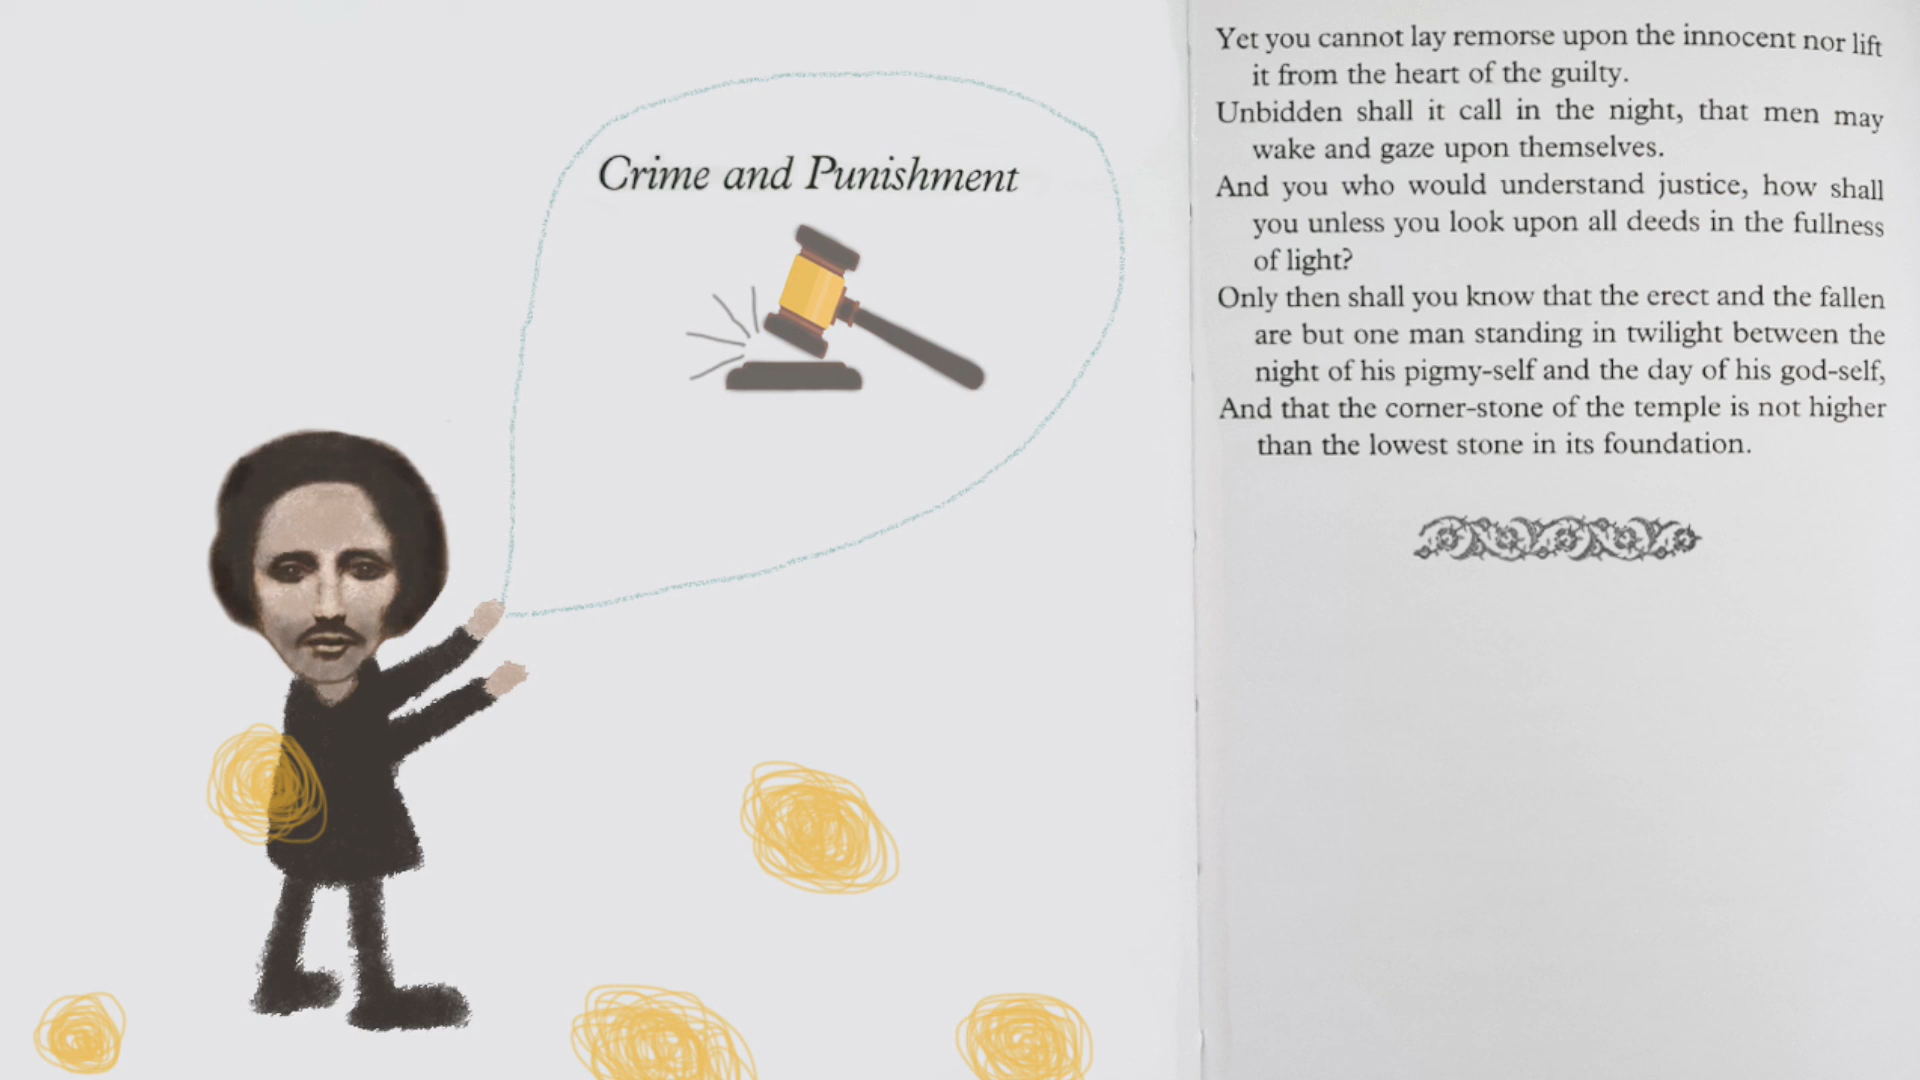 Crime and Punishment
Yet you cannot lay remorse upon the innocent nor lift
it from the heart of the guilty.
Unbidden shall it call in the night, that men may
wake and gaze upon themselves.
And you who would understand justice, how shall
you unless you look upon all deeds in the fullness
of light?
Only then shall you know that the erect and the fallen
are but one man standing in twilight between the
night of his pigmy-self and the day of his god-self,
And that the corner-stone of the temple is not higher
than the lowest stone in its foundation.